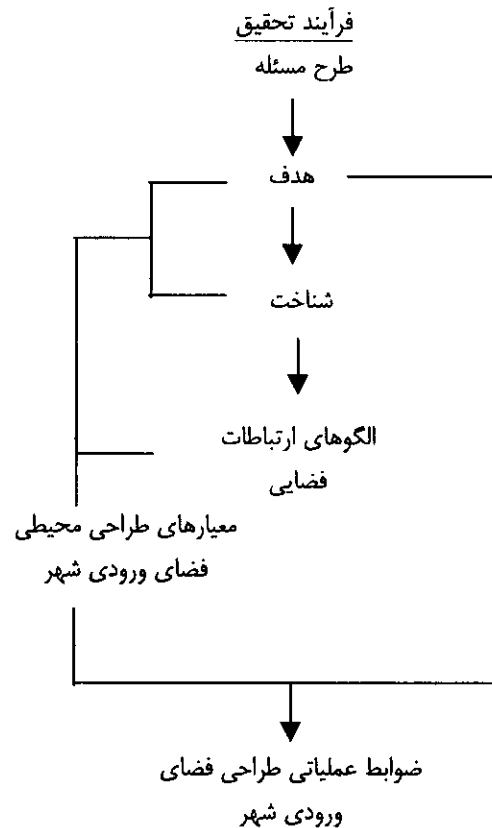 فرآیند تحقیق
طرح مسئله
هدف
شناخت
الگوهای ارتباطات
فضایی
معیارهای طراحی محیطی
فضای ورودی شهر
ضوابط عملیاتی طراحی فضای
ورودی شهر